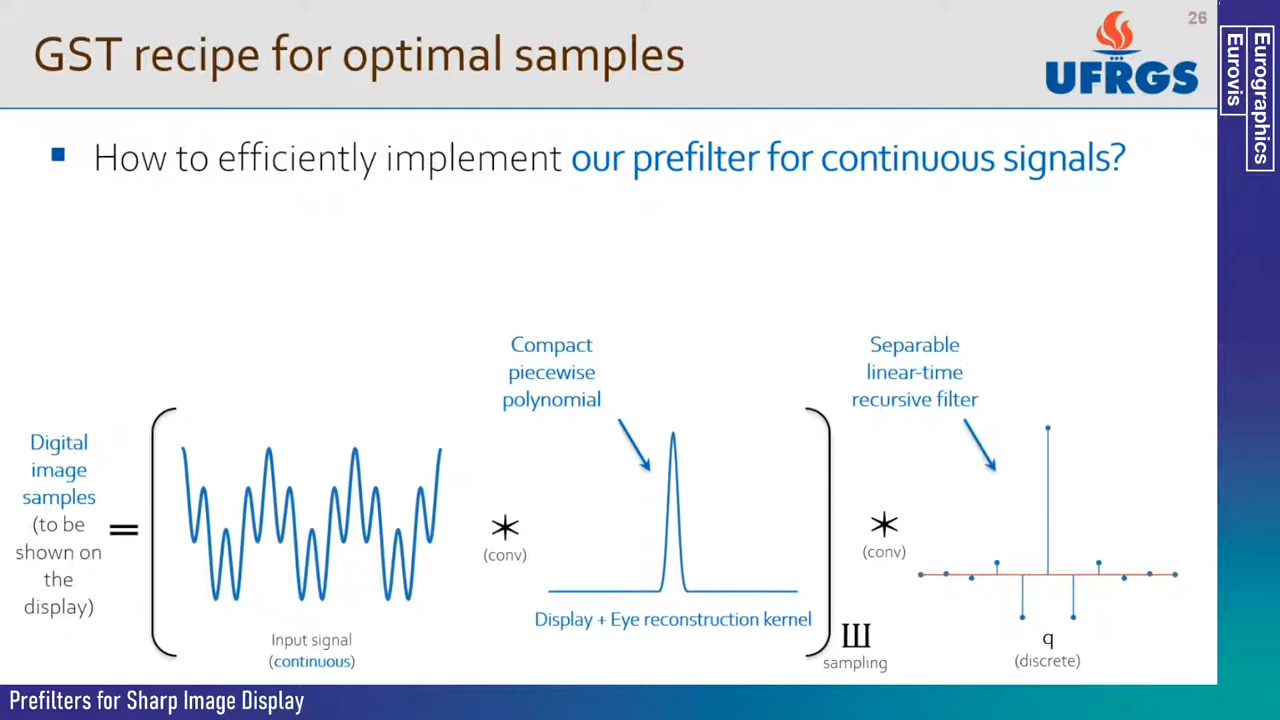 26
GST recipe for optimal samples
UFRGS
Eurographics
Eurovis
How to efficiently implement our prefilter for continuous signals?
Compact
piecewise
polynomial
Separable
linear-time
recursive filter
Digital
image
samples
(to be
shown on
the
display)
=
*
(conv)
*
(conv)
Display + Eye reconstruction kernel
Input signal
(continuous)
Ш
sampling
q
(discrete)
Prefilters for Sharp Image Display